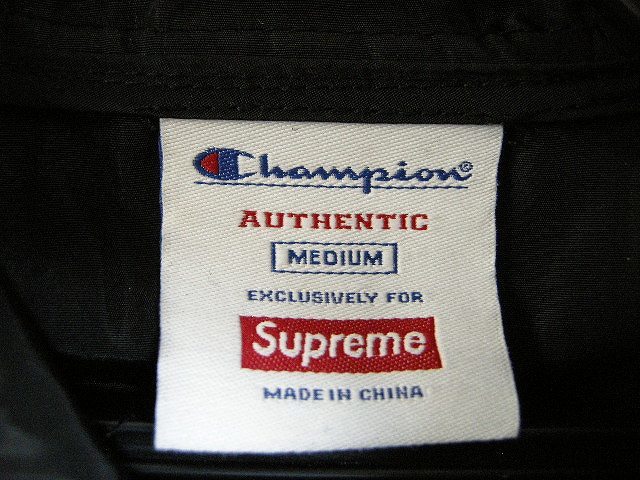 Champion®
AUTHENTIC
MEDIUM
EXCLUSIVELY FOR
Supreme
MADE IN CHINA